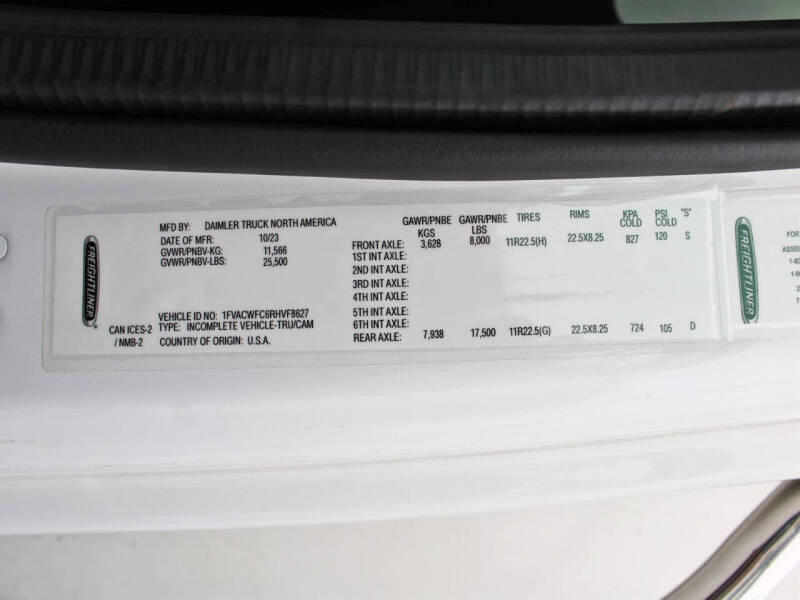 FREIGHTLINER
MFD BY: DAIMLER TRUCK NORTH AMERICA
DATE OF MFR: 10/23
GVWR/PNBV-KG: 11,566
GVWR/PNBV-LBS: 25,500
VEHICLE ID NO: 1FVACWFC6RHVF8627
CAN ICES-2 TYPE: INCOMPLETE VEHICLE-TRU/CAM
/ NMB-2 COUNTRY OF ORIGIN: U.S.A.
GAWR/PNBE GAWR/PNBE TIRES RIMS KPA PSI "S"
KGS LBS COLD COLD
FRONT AXLE: 3,628 8,000 11R22.5(H) 22.5X8.25 827 120 S
1ST INT AXLE:
2ND INT AXLE:
3RD INT AXLE:
4TH INT AXLE:
5TH INT AXLE:
6TH INT AXLE:
REAR AXLE: 7,938 17,500 11R22.5(G) 22.5X8.25 724 105 D
FREIGHTLINER
FOR
ASSIS